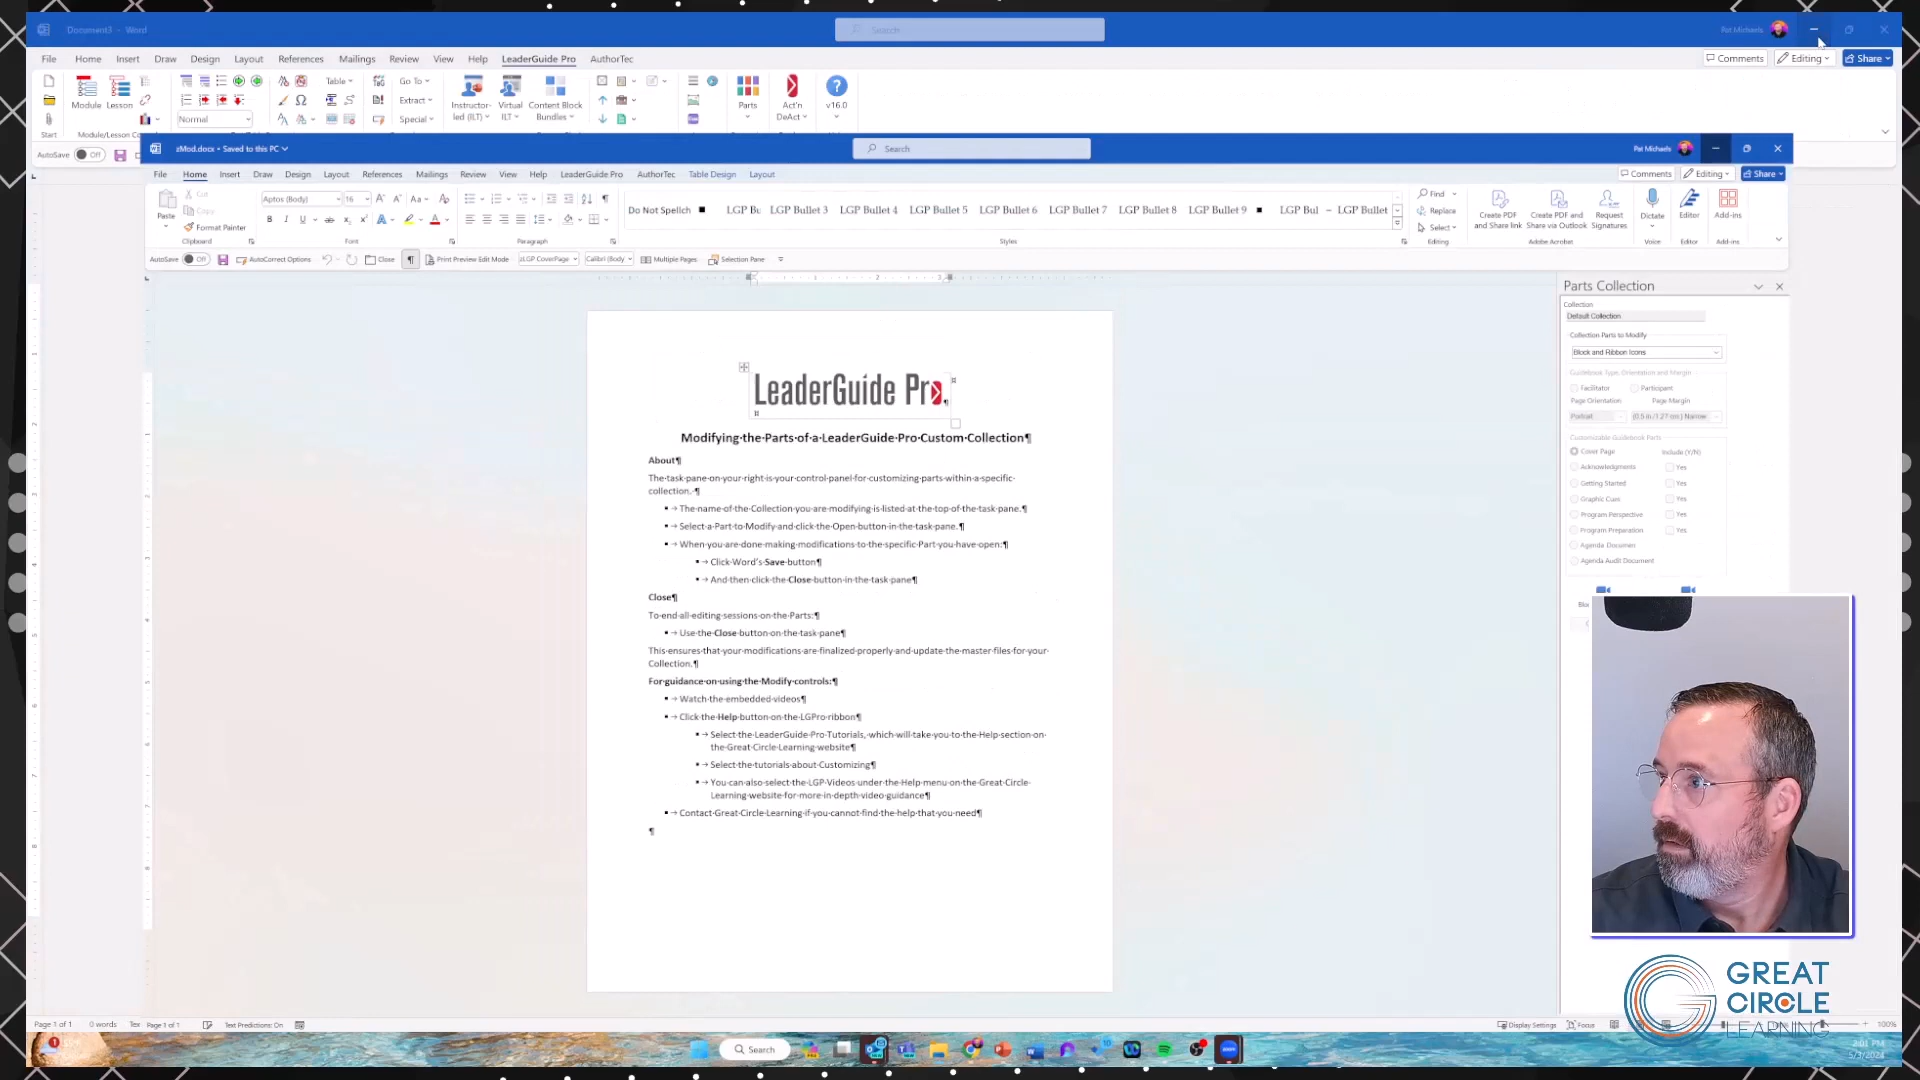 Document3 - Word
Search
Pat Michaels
File Home Insert Draw Design Layout References Mailings Review View Help LeaderGuide Pro AuthorTec
Comments Editing Share
Module Lesson
Table
Normal
Go To
Extract
Special
Instructor-led (ILT)
Virtual ILT
Content Block Bundles
Parts
Act'n DeAct
v16.0
Start
AutoSave Off
zMod.docx • Saved to this PC
Search
Pat Michaels
File Home Insert Draw Design Layout References Mailings Review View Help LeaderGuide Pro AuthorTec Table Design Layout
Comments Editing Share
Paste
Cut
Copy
Format Painter
Aptos (Body) 16
Do Not Spellch LGP Bu LGP Bullet 3 LGP Bullet 4 LGP Bullet 5 LGP Bullet 6 LGP Bullet 7 LGP Bullet 8 LGP Bullet 9 LGP Bul LGP Bullet
Find
Replace
Select
Create PDF and Share link
Create PDF and Share via Outlook
Request Signatures
Dictate
Editor
Add-ins
Clipboard Font Paragraph Styles Editing Adobe Acrobat Voice Editor Add-ins
AutoSave Off AutoCorrect Options Close Print Preview Edit Mode zLGP CoverPage Calibri (Body) Multiple Pages Selection Pane
LeaderGuide Pro
Modifying·the·Parts·of·a·LeaderGuide·Pro·Custom·Collection¶
About¶
The·task·pane·on·your·right·is·your·control·panel·for·customizing·parts·within·a·specific·
collection.·¶
▪ → The·name·of·the·Collection·you·are·modifying·is·listed·at·the·top·of·the·task·pane.¶
▪ → Select·a·Part·to·Modify·and·click·the·Open·button·in·the·task·pane.¶
▪ → When·you·are·done·making·modifications·to·the·specific·Part·you·have·open:¶
▪ → Click·Word's·Save·button¶
▪ → And·then·click·the·Close·button·in·the·task·pane¶
Close¶
To·end·all·editing·sessions·on·the·Parts:¶
▪ → Use·the·Close·button·on·the·task·pane¶
This·ensures·that·your·modifications·are·finalized·properly·and·update·the·master·files·for·your·
Collection.¶
For·guidance·on·using·the·Modify·controls:¶
▪ → Watch·the·embedded·videos¶
▪ → Click·the·Help·button·on·the·LGPro·ribbon¶
▪ → Select·the·LeaderGuide·Pro·Tutorials,·which·will·take·you·to·the·Help·section·on·
the·Great·Circle·Learning·website¶
▪ → Select·the·tutorials·about·Customizing¶
▪ → You·can·also·select·the·LGP·Videos·under·the·Help·menu·on·the·Great·Circle·
Learning·website·for·more·in-depth·video·guidance¶
▪ → Contact·Great·Circle·Learning·if·you·cannot·find·the·help·that·you·need¶
¶
Parts Collection
Collection
Default Collection
Collection Parts to Modify
Block and Ribbon Icons
Guidebook Type, Orientation and Margin
Facilitator Participant
Page Orientation Page Margin
Portrait (0.5 in./1.27 cm.) Narrow
Customizable Guidebook Parts
Cover Page Include (Y/N)
Acknowledgments Yes
Getting Started Yes
Graphic Cues Yes
Program Perspective Yes
Program Preparation Yes
Agenda Documen
Agenda Audit Document
GREAT
CIRCLE
LEARNING
Page 1 of 1 0 words Tex Page 1 of 1 Text Predictions: On
Display Settings Focus 100%
Search
2:01 PM
5/3/2024